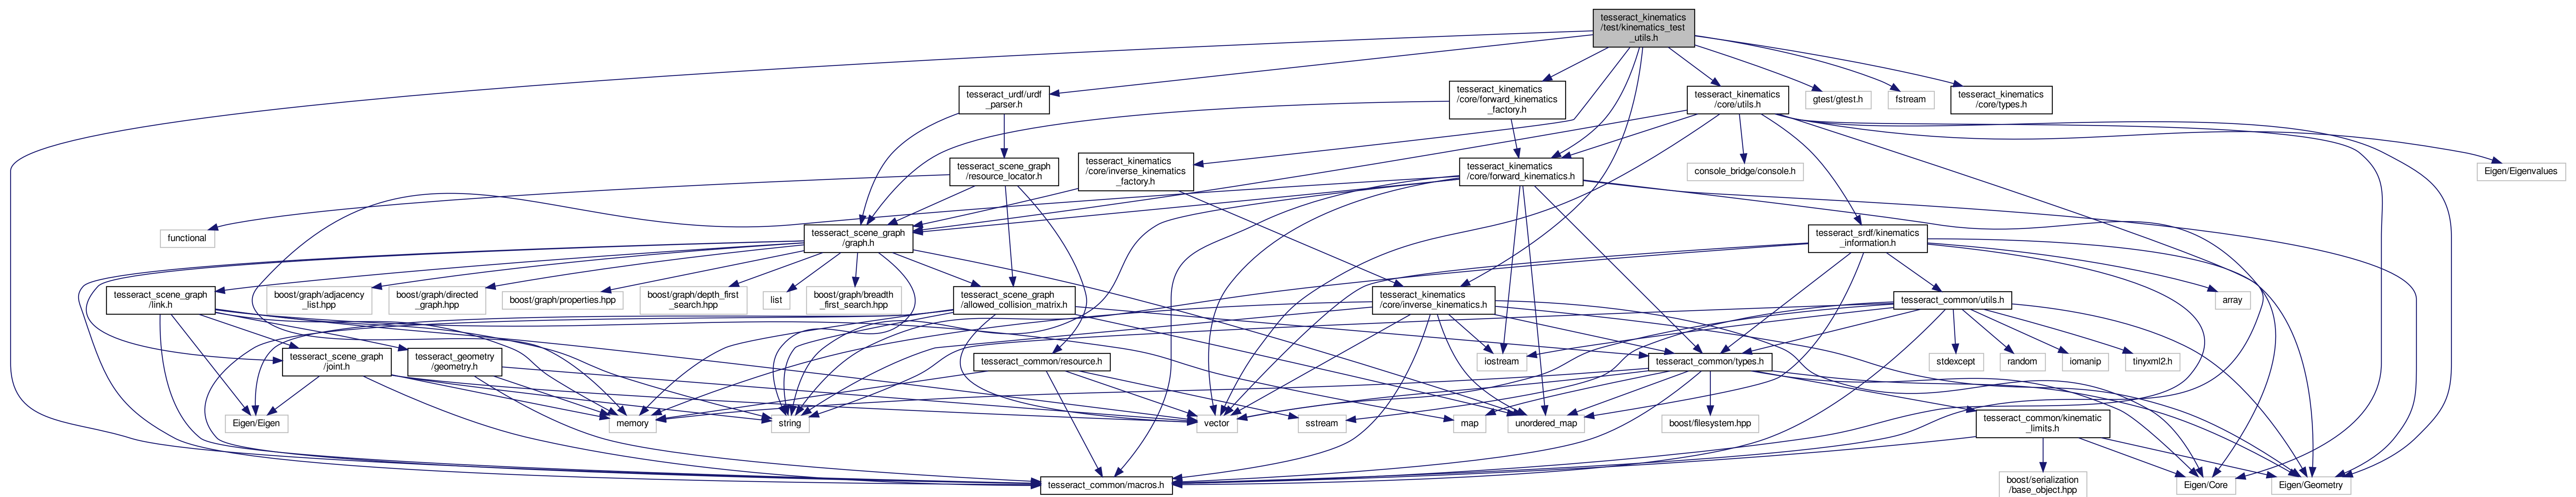 tesseract_kinematics
/test/kinematics_test
_utils.h
tesseract_urdf/urdf
_parser.h
tesseract_kinematics
/core/forward_kinematics
_factory.h
tesseract_kinematics
/core/utils.h
gtest/gtest.h
fstream
tesseract_kinematics
/core/types.h
tesseract_scene_graph
/resource_locator.h
tesseract_kinematics
/core/inverse_kinematics
_factory.h
tesseract_kinematics
/core/forward_kinematics.h
console_bridge/console.h
Eigen/Eigenvalues
functional
tesseract_scene_graph
/graph.h
tesseract_srdf/kinematics
_information.h
tesseract_scene_graph
/link.h
boost/graph/adjacency
_list.hpp
boost/graph/directed
_graph.hpp
boost/graph/properties.hpp
boost/graph/depth_first
_search.hpp
list
boost/graph/breadth
_first_search.hpp
tesseract_scene_graph
/allowed_collision_matrix.h
tesseract_kinematics
/core/inverse_kinematics.h
tesseract_common/utils.h
array
tesseract_scene_graph
/joint.h
tesseract_geometry
/geometry.h
tesseract_common/resource.h
iostream
tesseract_common/types.h
stdexcept
random
iomanip
tinyxml2.h
Eigen/Eigen
memory
string
vector
sstream
map
unordered_map
boost/filesystem.hpp
tesseract_common/kinematic
_limits.h
tesseract_common/macros.h
boost/serialization
/base_object.hpp
Eigen/Core
Eigen/Geometry